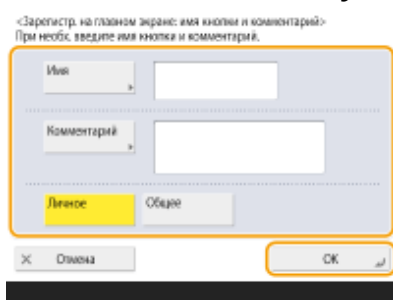 <Зарегистр. на главном экране: имя кнопки и комментарий>
При необх. введите имя кнопки и комментарий.
Имя
Комментарий
Личное
Общее
Отмена
OK